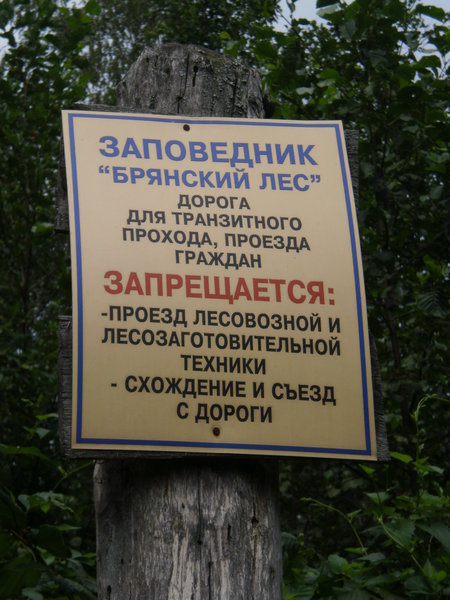 ЗАПОВЕДНИК
“БРЯНСКИЙ ЛЕС”
ДОРОГА
ДЛЯ ТРАНЗИТНОГО
ПРОХОДА, ПРОЕЗДА
ГРАЖДАН
ЗАПРЕЩАЕТСЯ:
-ПРОЕЗД ЛЕСОВОЗНОЙ И
ЛЕСОЗАГОТОВИТЕЛЬНОЙ
ТЕХНИКИ
- СХОЖДЕНИЕ И СЪЕЗД
С ДОРОГИ